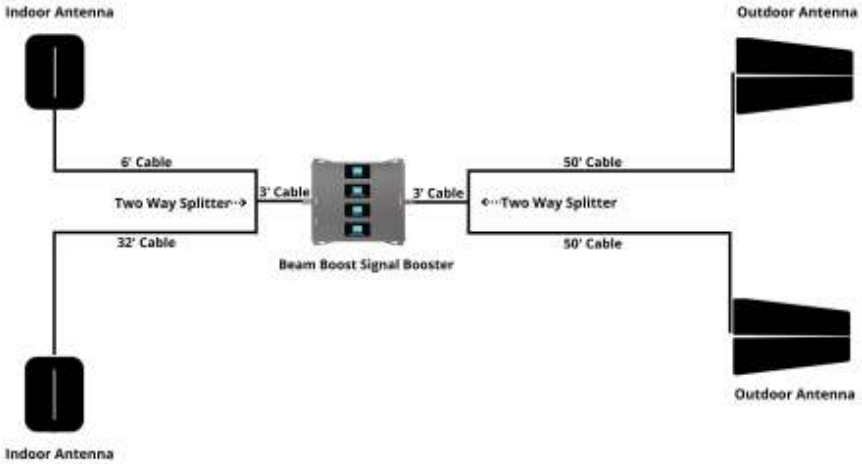 Indoor Antenna
Outdoor Antenna
6' Cable
50' Cable
3' Cable
3' Cable
Two Way Splitter
Two Way Splitter
32' Cable
50' Cable
Beam Boost Signal Booster
Outdoor Antenna
Indoor Antenna